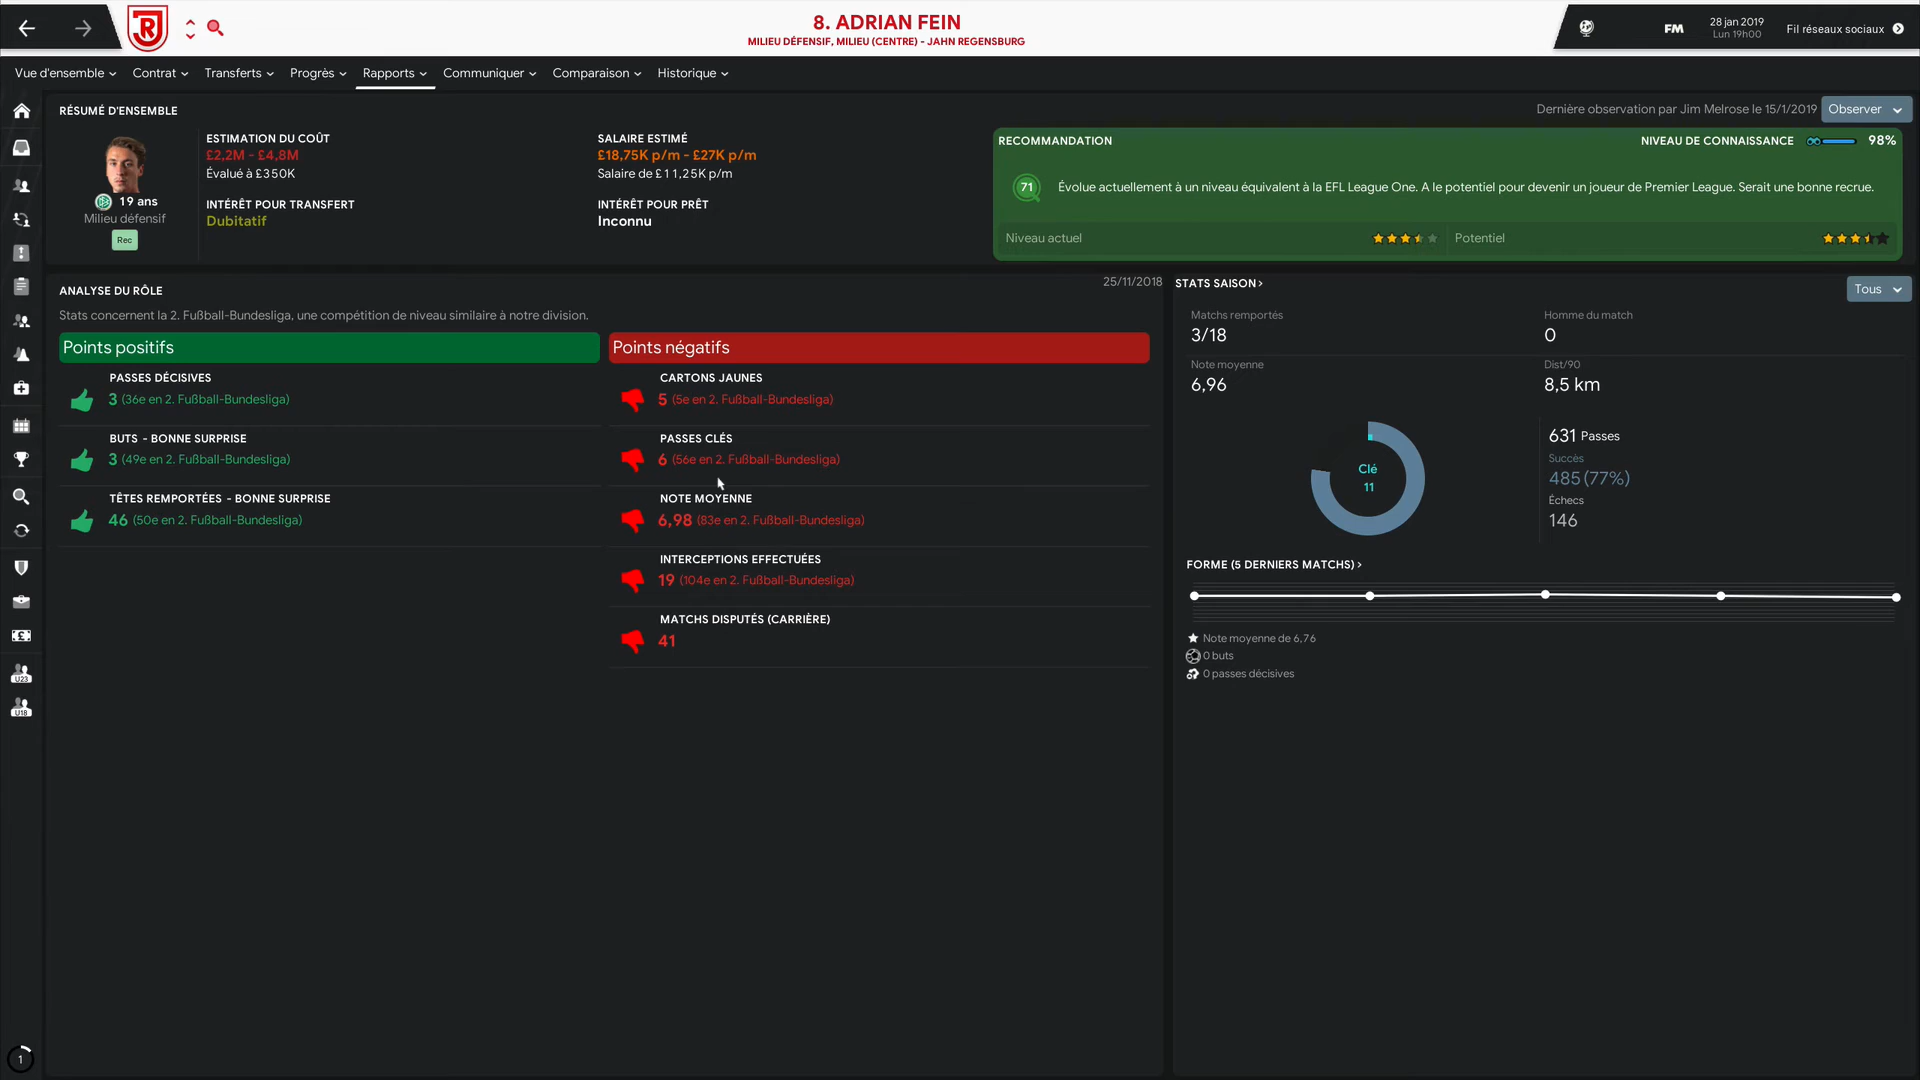 8. ADRIAN FEIN
MILIEU DÉFENSIF, MILIEU (CENTRE) - JAHN REGENSBURG
FM
28 jan 2019
Lun 19h00
Fil réseaux sociaux
Vue d'ensemble
Contrat
Transferts
Progrès
Rapports
Communiquer
Comparaison
Historique
RÉSUMÉ D'ENSEMBLE
Dernière observation par Jim Melrose le 15/1/2019
Observer
19 ans
Milieu défensif
Rec
ESTIMATION DU COÛT
£2,2M - £4,8M
Évalué à £350K
INTÉRÊT POUR TRANSFERT
Dubitatif
SALAIRE ESTIMÉ
£18,75K p/m - £27K p/m
Salaire de £11,25K p/m
INTÉRÊT POUR PRÊT
Inconnu
RECOMMANDATION
NIVEAU DE CONNAISSANCE
98%
71
Évolue actuellement à un niveau équivalent à la EFL League One. A le potentiel pour devenir un joueur de Premier League. Serait une bonne recrue.
Niveau actuel
Potentiel
ANALYSE DU RÔLE
25/11/2018
Stats concernent la 2. Fußball-Bundesliga, une compétition de niveau similaire à notre division.
Points positifs
PASSES DÉCISIVES
3 (36e en 2. Fußball-Bundesliga)
BUTS - BONNE SURPRISE
3 (49e en 2. Fußball-Bundesliga)
TÊTES REMPORTÉES - BONNE SURPRISE
46 (50e en 2. Fußball-Bundesliga)
Points négatifs
CARTONS JAUNES
5 (5e en 2. Fußball-Bundesliga)
PASSES CLÉS
6 (56e en 2. Fußball-Bundesliga)
NOTE MOYENNE
6,98 (83e en 2. Fußball-Bundesliga)
INTERCEPTIONS EFFECTUÉES
19 (104e en 2. Fußball-Bundesliga)
MATCHS DISPUTÉS (CARRIÈRE)
41
STATS SAISON
Tous
Matchs remportés
3/18
Homme du match
0
Note moyenne
6,96
Dist/90
8,5 km
Clé
11
631 Passes
Succès
485 (77%)
Échecs
146
FORME (5 DERNIERS MATCHS)
Note moyenne de 6,76
0 buts
0 passes décisives
U23
U18
1